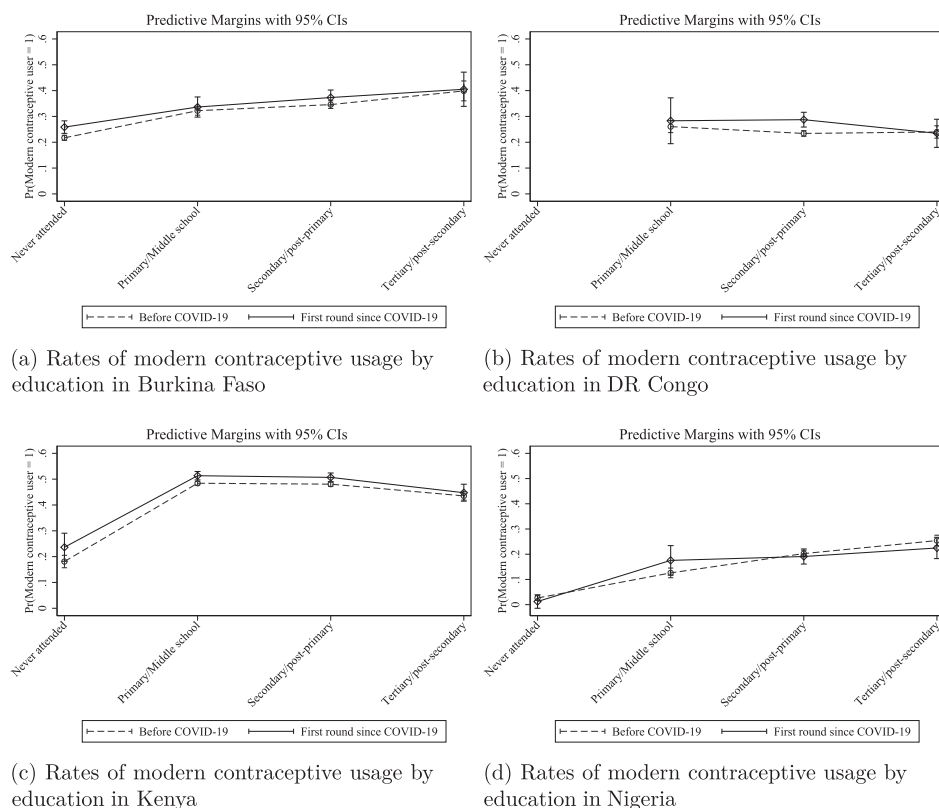 Predictive Margins with 95% CIs
Pr(Modern contraceptive user = 1)
.6
.5
.4
.3
.2
.1
0
Never attended
Primary/Middle school
Secondary/post-primary
Tertiary/post-secondary
Before COVID-19
First round since COVID-19
(a) Rates of modern contraceptive usage by
education in Burkina Faso
Predictive Margins with 95% CIs
Pr(Modern contraceptive user = 1)
.6
.5
.4
.3
.2
.1
0
Never attended
Primary/Middle school
Secondary/post-primary
Tertiary/post-secondary
Before COVID-19
First round since COVID-19
(b) Rates of modern contraceptive usage by
education in DR Congo
Predictive Margins with 95% CIs
Pr(Modern contraceptive user = 1)
.6
.5
.4
.3
.2
.1
0
Never attended
Primary/Middle school
Secondary/post-primary
Tertiary/post-secondary
Before COVID-19
First round since COVID-19
(c) Rates of modern contraceptive usage by
education in Kenya
Predictive Margins with 95% CIs
Pr(Modern contraceptive user = 1)
.6
.5
.4
.3
.2
.1
0
Never attended
Primary/Middle school
Secondary/post-primary
Tertiary/post-secondary
Before COVID-19
First round since COVID-19
(d) Rates of modern contraceptive usage by
education in Nigeria